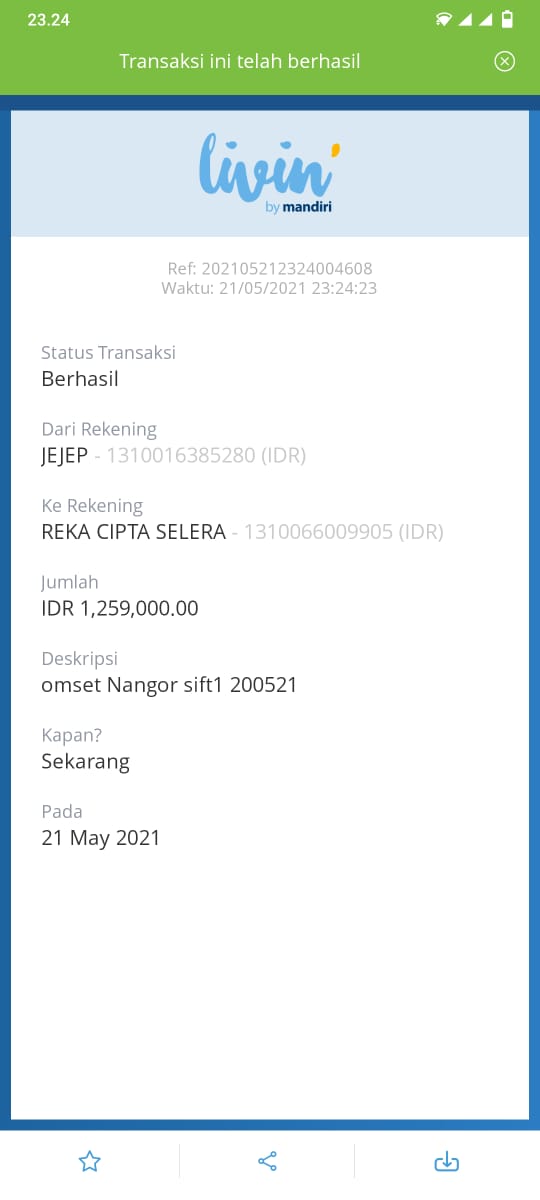 23.24
Transaksi ini telah berhasil
livin'
by mandiri
Ref: 202105212324004608
Waktu: 21/05/2021 23:24:23
Status Transaksi
Berhasil
Dari Rekening
JEJEP - 1310016385280 (IDR)
Ke Rekening
REKA CIPTA SELERA - 1310066009905 (IDR)
Jumlah
IDR 1,259,000.00
Deskripsi
omset Nangor sift1 200521
Kapan?
Sekarang
Pada
21 May 2021